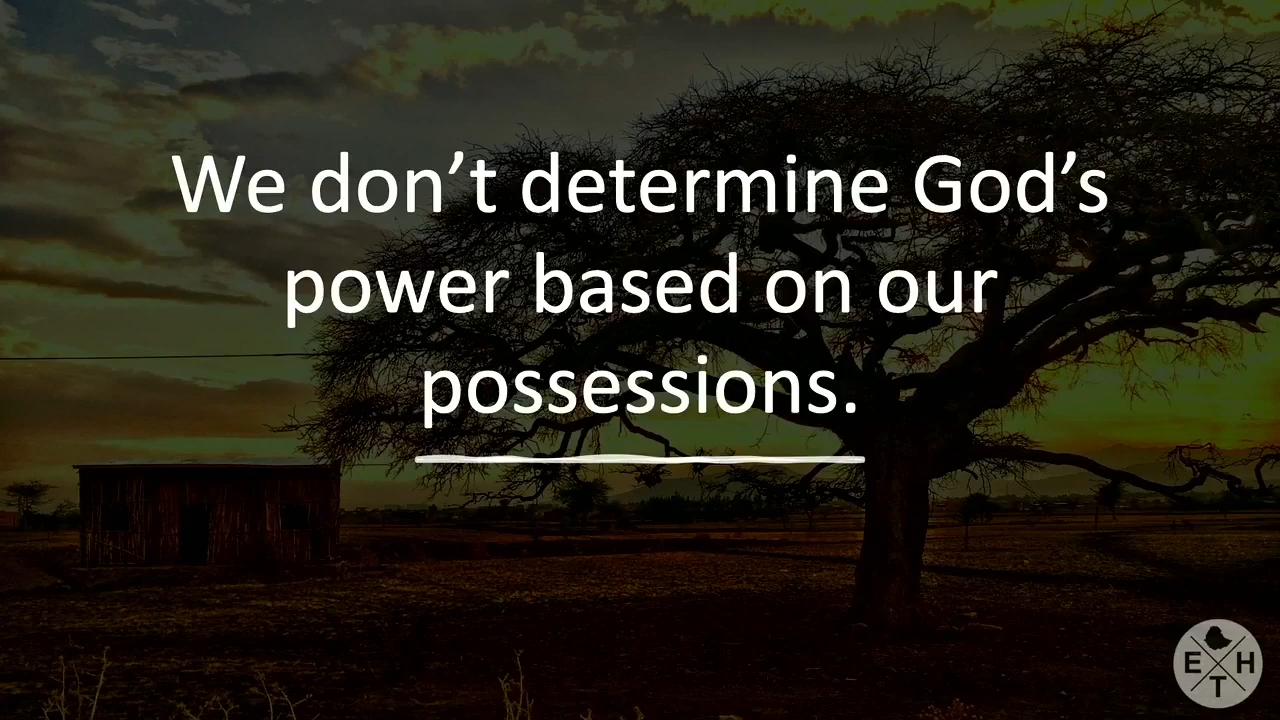 We don’t determine God’s
power based on our
possessions.
E H
T